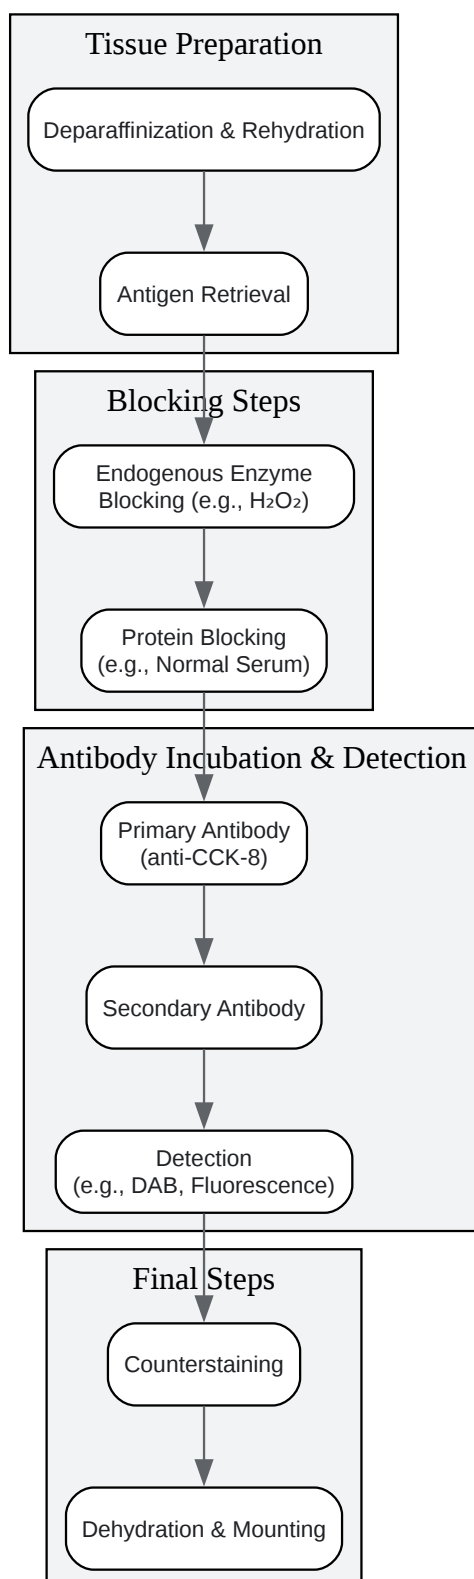 Tissue Preparation
Deparaffinization & Rehydration
Antigen Retrieval
Blocking Steps
Endogenous Enzyme
Blocking (e.g., H₂O₂)
Protein Blocking
(e.g., Normal Serum)
Antibody Incubation & Detection
Primary Antibody
(anti-CCK-8)
Secondary Antibody
Detection
(e.g., DAB, Fluorescence)
Final Steps
Counterstaining
Dehydration & Mounting